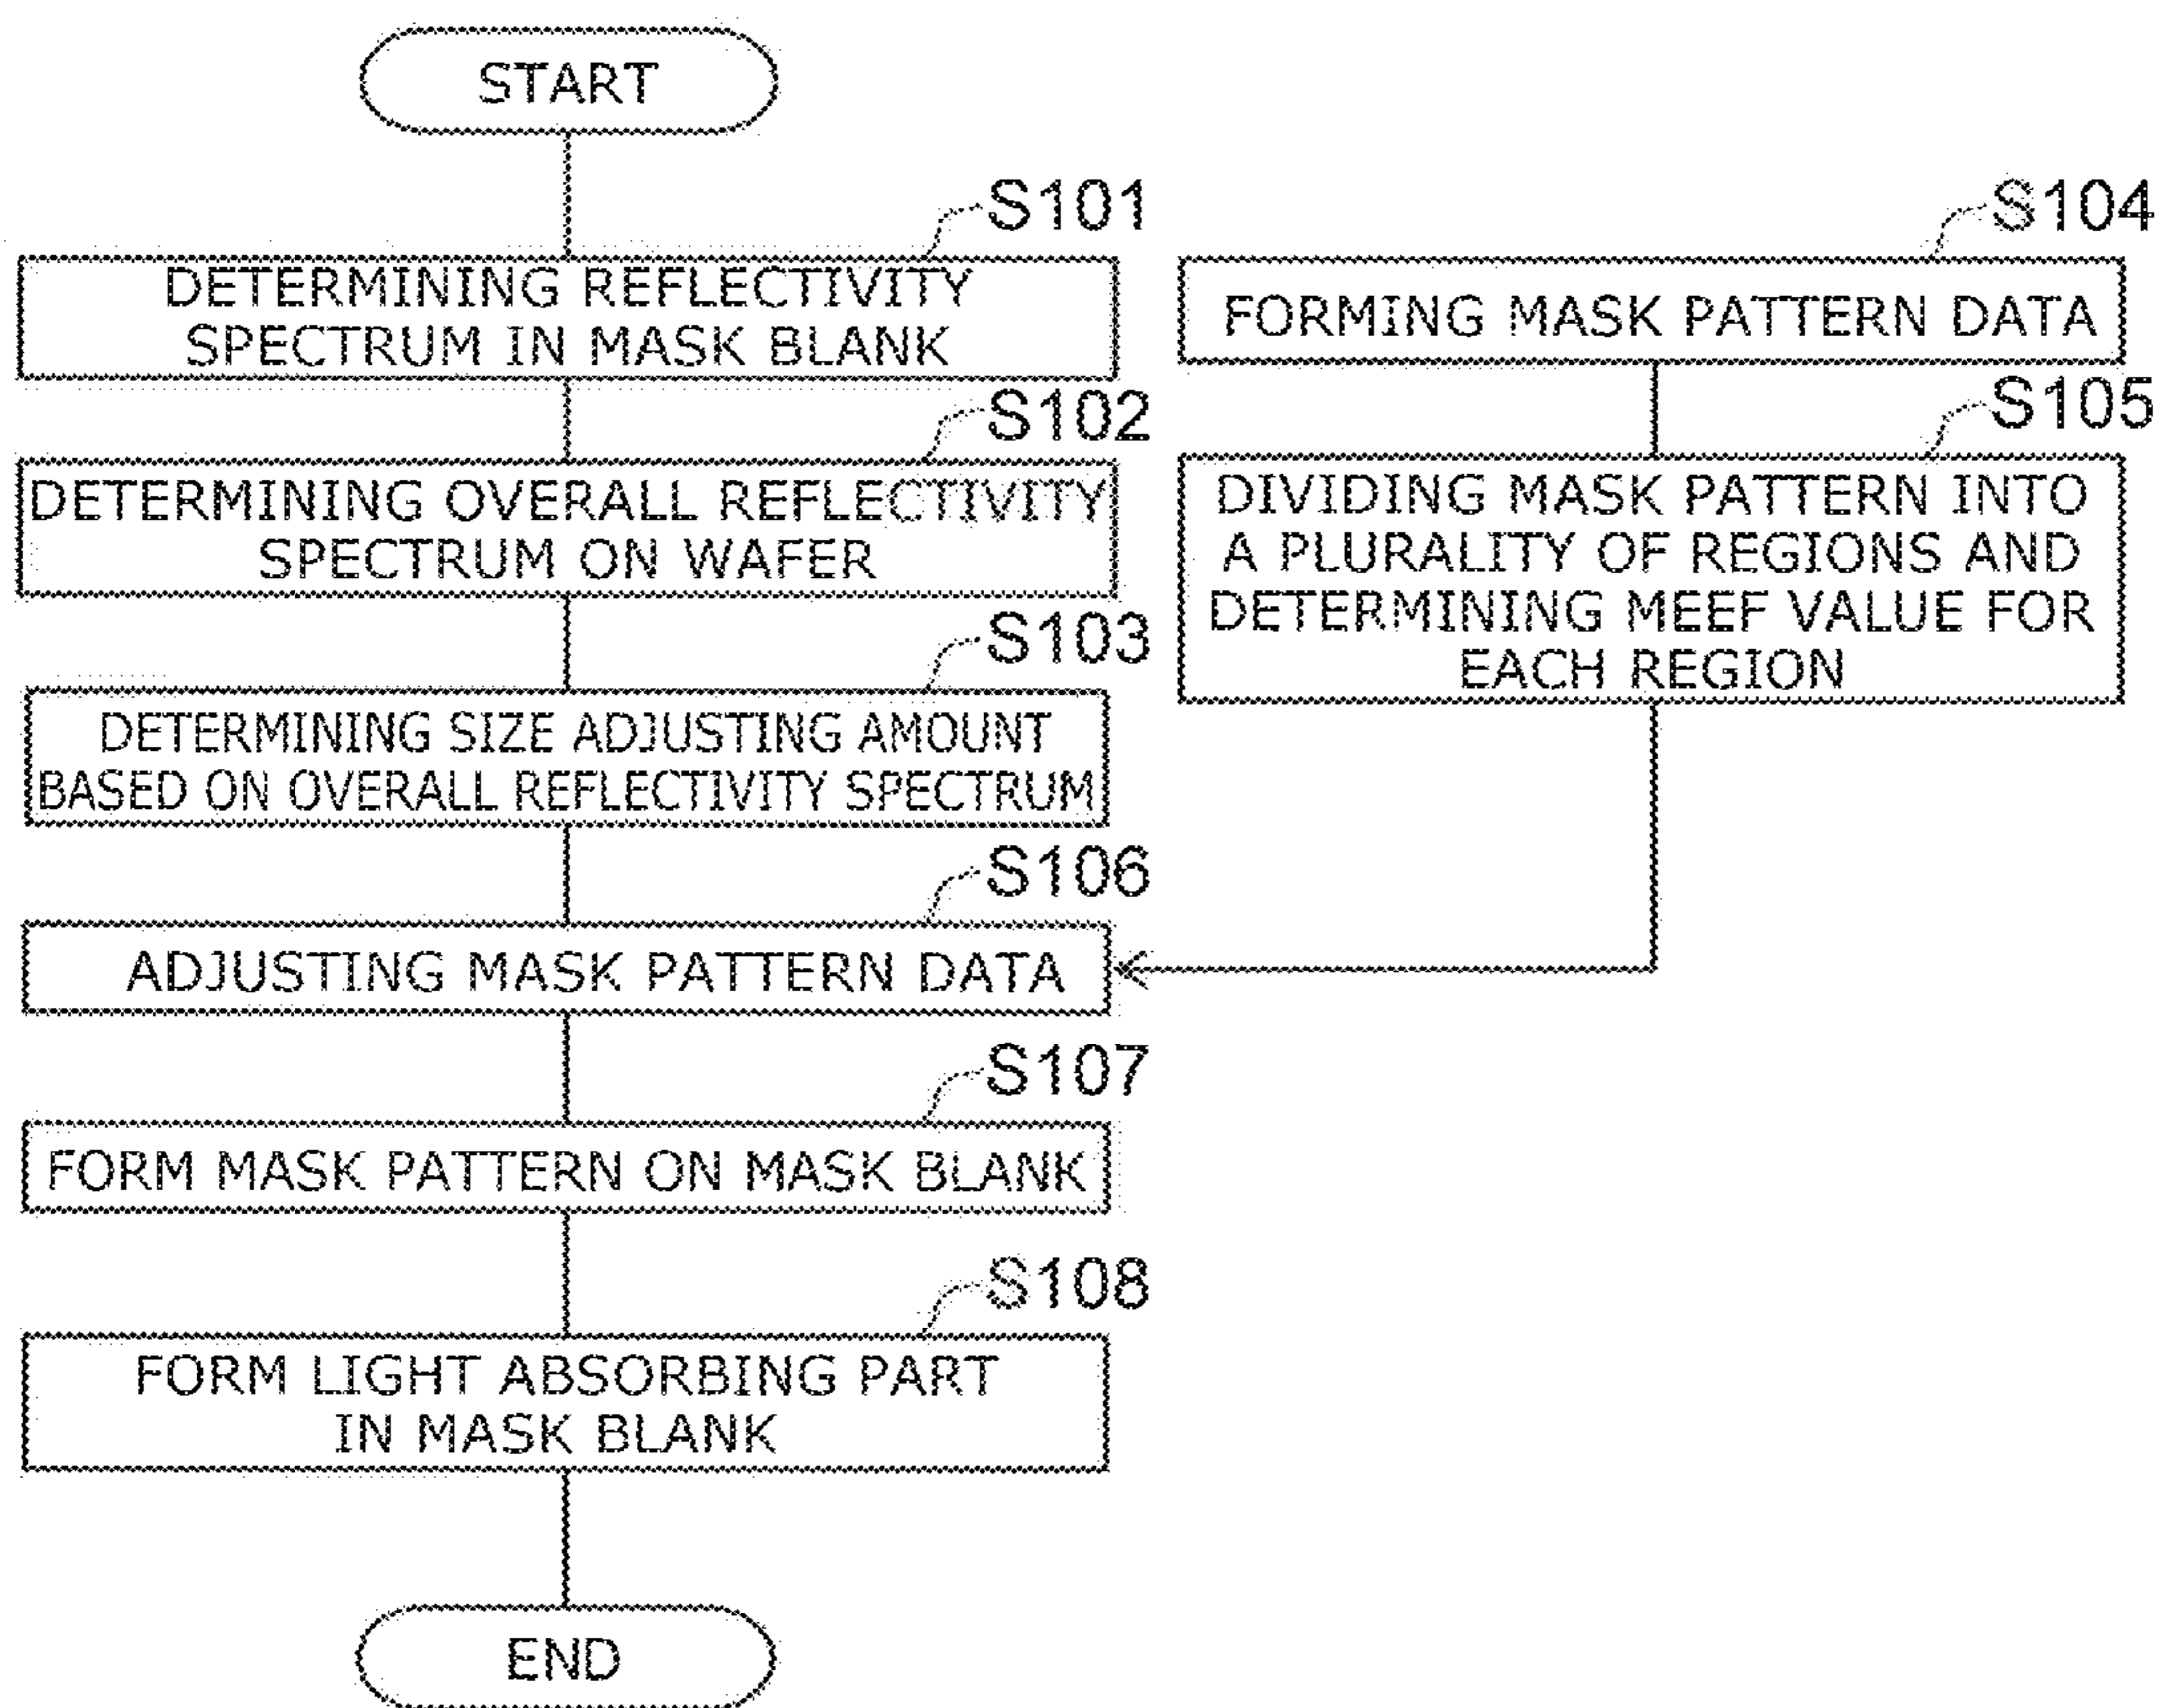 START
S101
DETERMINING REFLECTIVITY
SPECTRUM IN MASK BLANK
S102
DETERMINING OVERALL REFLECTIVITY
SPECTRUM ON WAFER
S103
DETERMINING SIZE ADJUSTING AMOUNT
BASED ON OVERALL REFLECTIVITY SPECTRUM
S104
FORMING MASK PATTERN DATA
S105
DIVIDING MASK PATTERN INTO
A PLURALITY OF REGIONS AND
DETERMINING MEEF VALUE FOR
EACH REGION
S106
ADJUSTING MASK PATTERN DATA
S107
FORM MASK PATTERN ON MASK BLANK
S108
FORM LIGHT ABSORBING PART
IN MASK BLANK
END